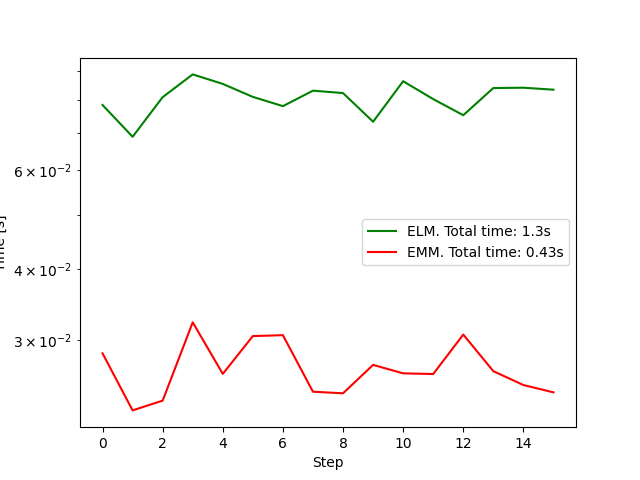 6 × 10⁻²
4 × 10⁻²
3 × 10⁻²
ELM. Total time: 1.3s
EMM. Total time: 0.43s
0 2 4 6 8 10 12 14
Step